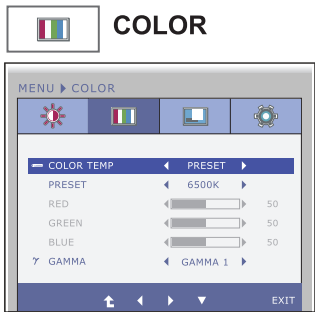 COLOR
MENU COLOR
COLOR TEMP PRESET
PRESET 6500K
RED 50
GREEN 50
BLUE 50
γ GAMMA GAMMA 1
EXIT